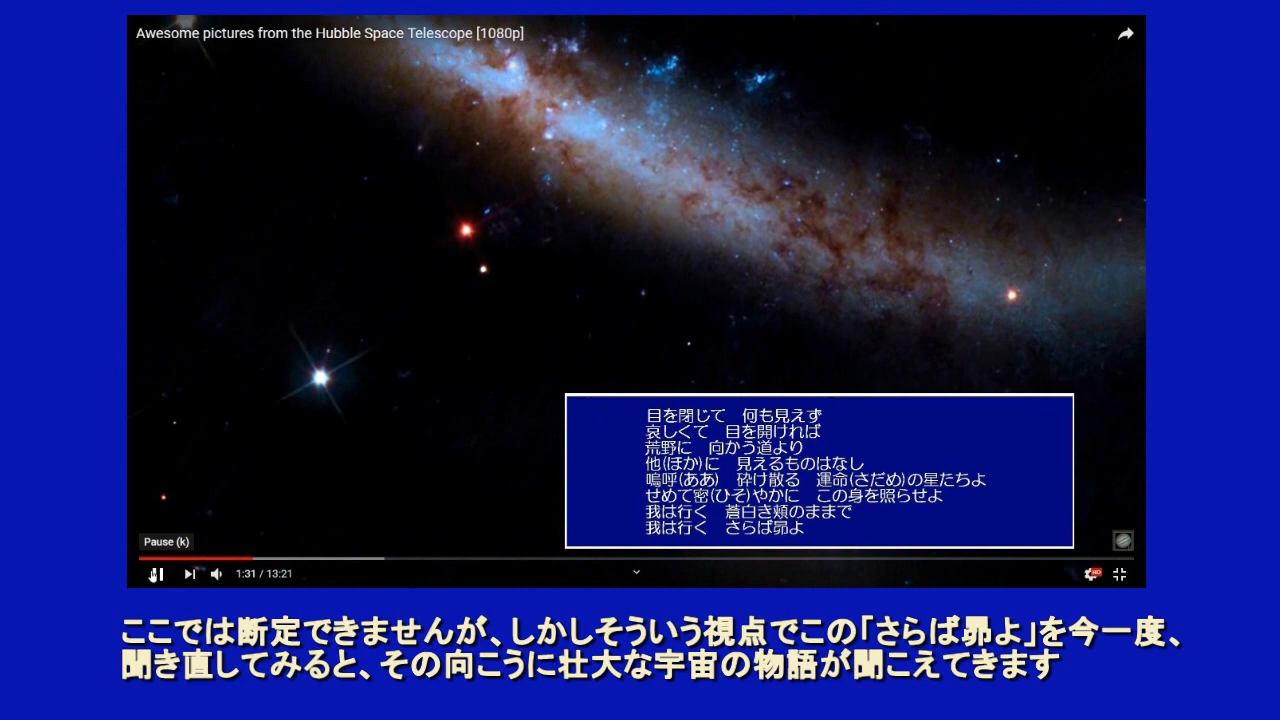 Awesome pictures from the Hubble Space Telescope [1080p]
目を閉じて　何も見えず
哀しくて　目を開ければ
荒野に　向かう道より
他(ほか)に　見えるものはなし
嗚呼(ああ)　砕け散る　運命(さだめ)の星たちよ
せめて密(ひそ)やかに　この身を照らせよ
我は行く　蒼白き頬のままで
我は行く　さらば昴よ
Pause (k)
1:31 / 13:21
HD
ここでは断定できませんが、しかしそういう視点でこの｢さらば昴よ｣を今一度、
聞き直してみると、その向こうに壮大な宇宙の物語が聞こえてきます